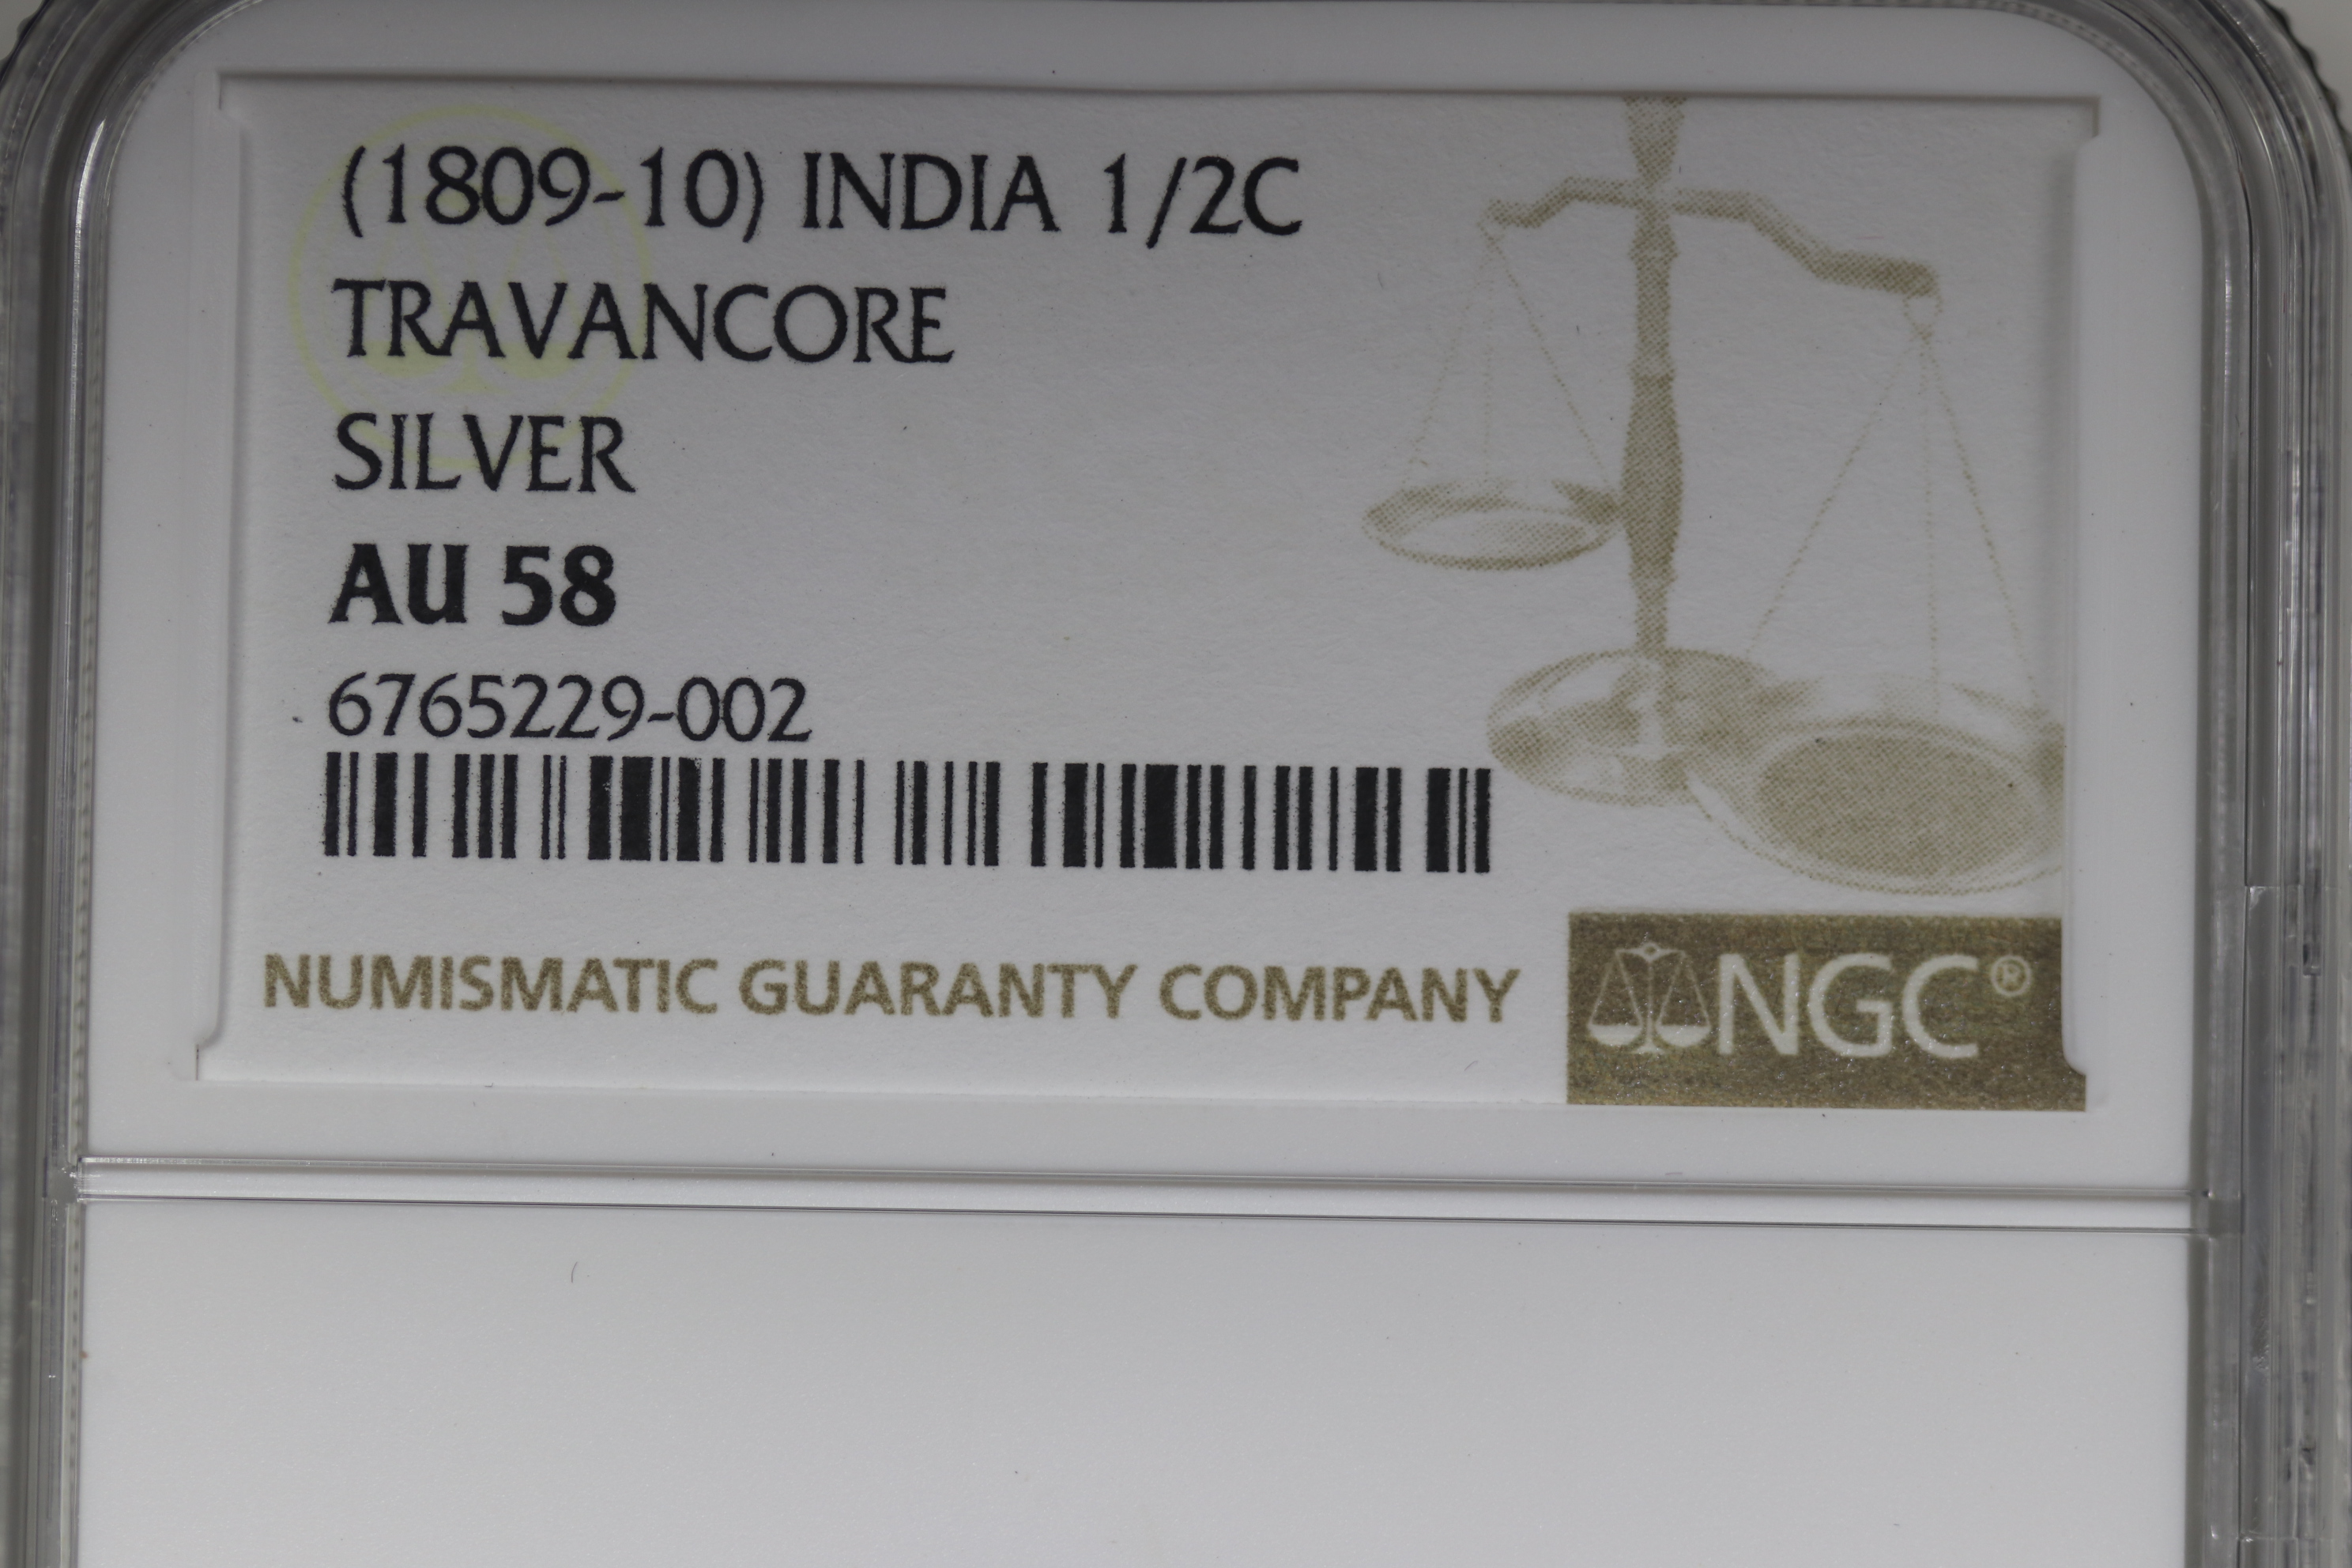 (1809-10) INDIA 1/2C
TRAVANCORE
SILVER
AU 58
6765229-002
NUMISMATIC GUARANTY COMPANY
NGC®